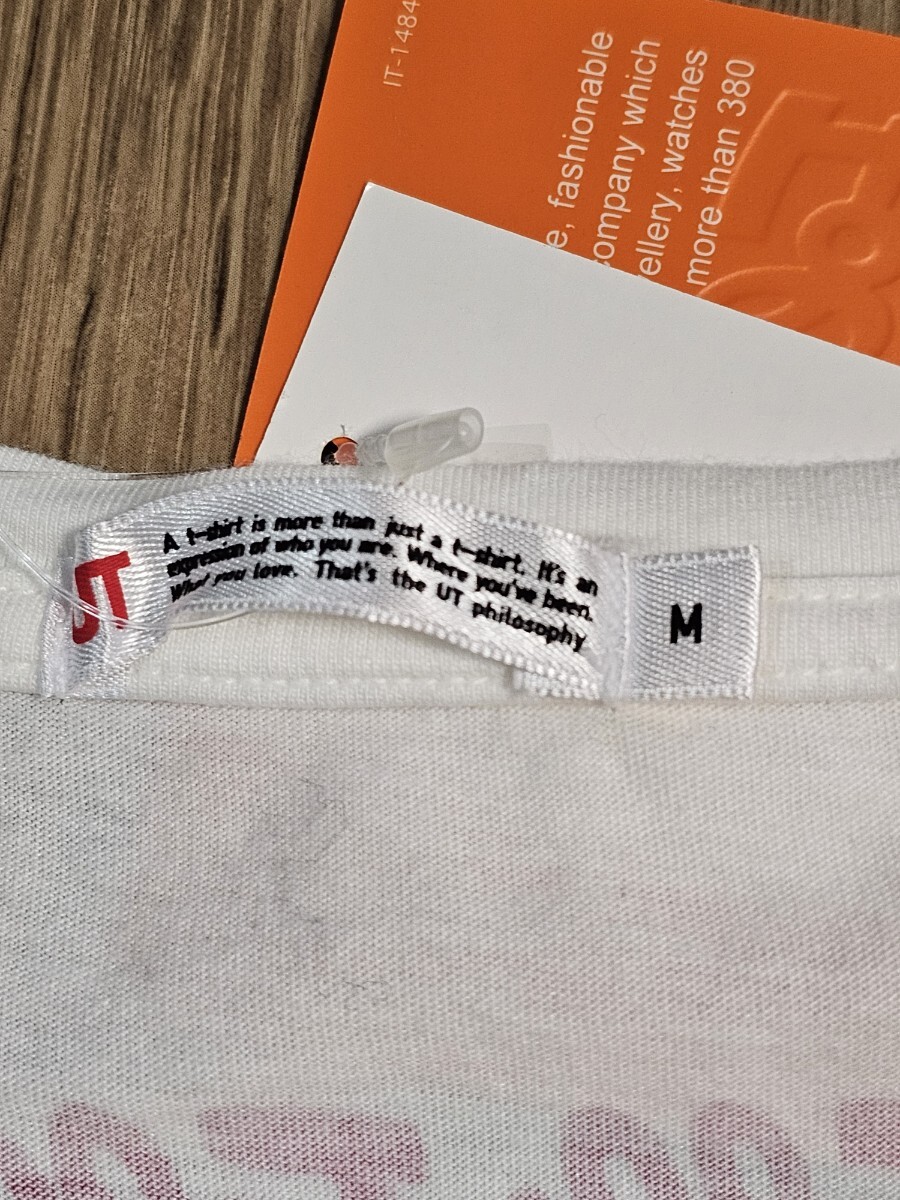 IT-1484
e, fashionable
ompany which
ellery, watches
more than 380
UT
A t-shirt is more than just a t-shirt. It's an
expression of who you are. Where you've been.
What you love. That's the UT philosophy
M